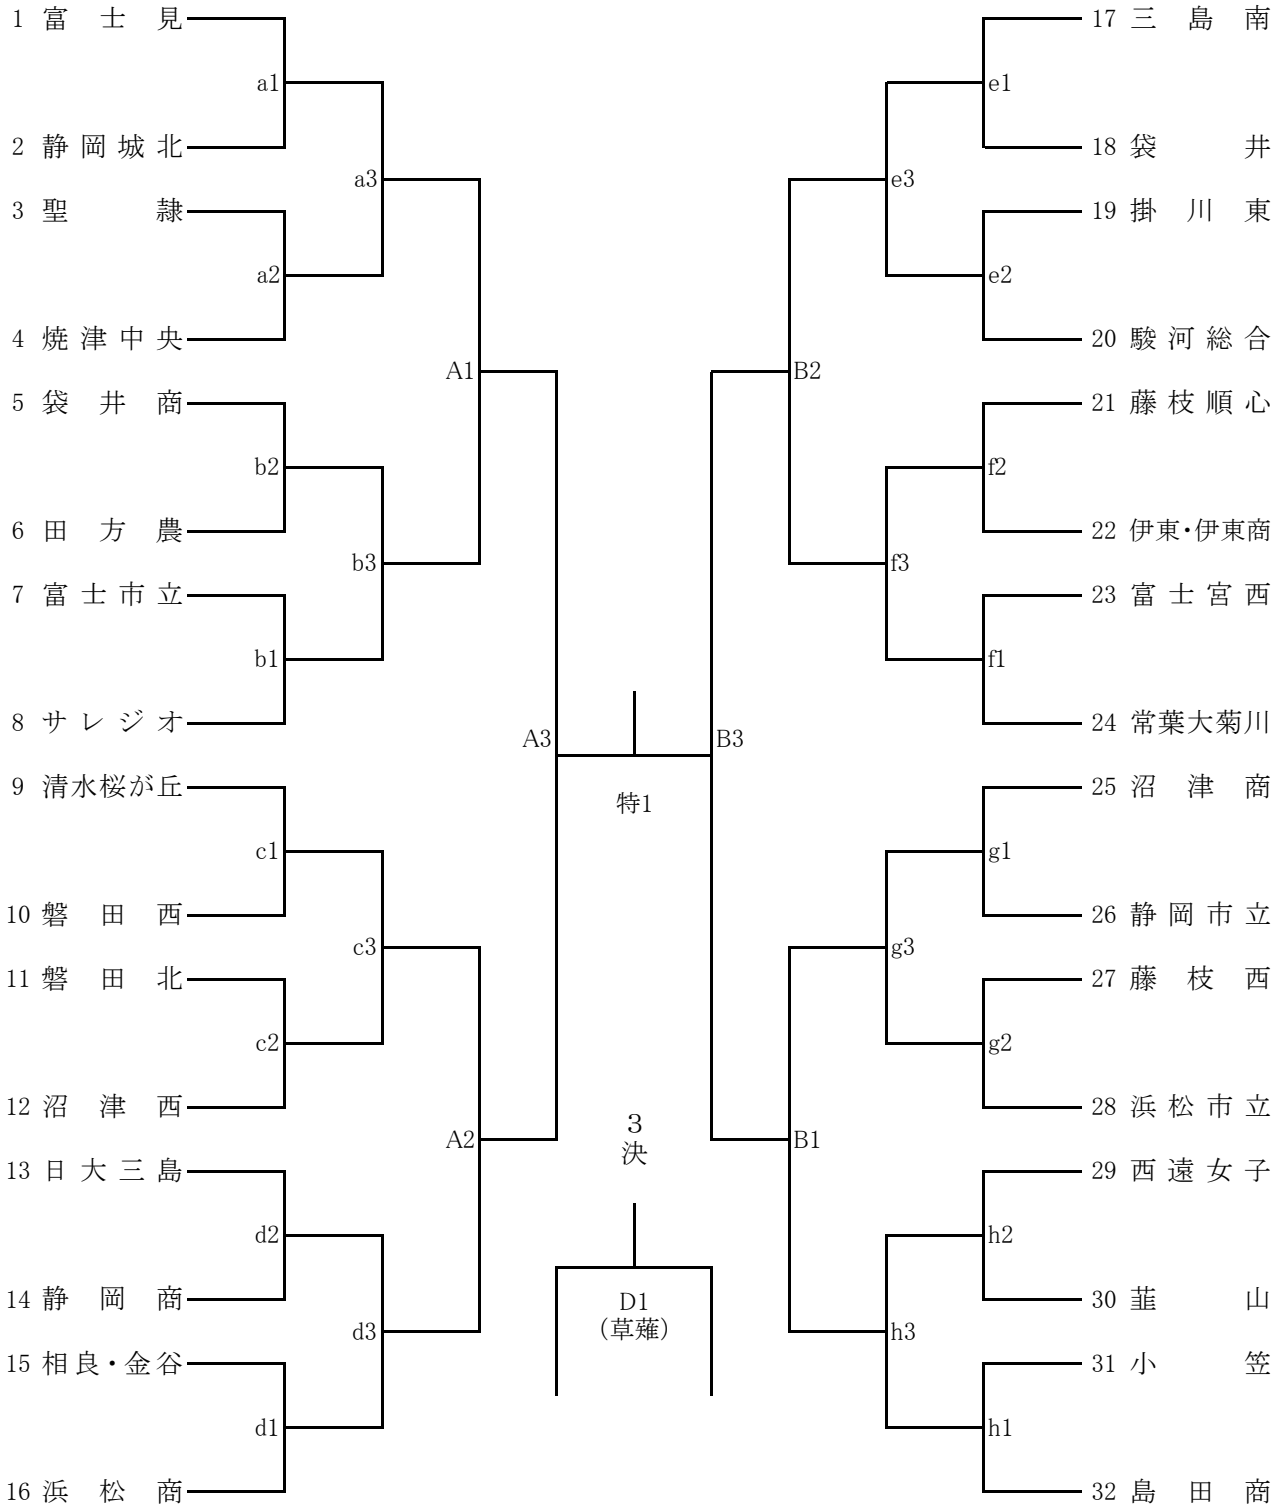 1 富士見
a1
2 静岡城北
a3
3 聖隷
a2
4 焼津中央
A1
5 袋井商
b2
6 田方農
b3
7 富士市立
b1
8 サレジオ
A3
9 清水桜が丘
c1
10 磐田西
c3
11 磐田北
c2
12 沼津西
A2
13 日大三島
d2
14 静岡商
d3
15 相良・金谷
d1
16 浜松商
特1
3
決
D1
（草薙）
17 三島南
e1
18 袋井
e3
19 掛川東
e2
20 駿河総合
B2
21 藤枝順心
f2
22 伊東・伊東商
f3
23 富士宮西
f1
24 常葉大菊川
B3
25 沼津商
g1
26 静岡市立
g3
27 藤枝西
g2
28 浜松市立
B1
29 西遠女子
h2
30 韮山
h3
31 小笠
h1
32 島田商